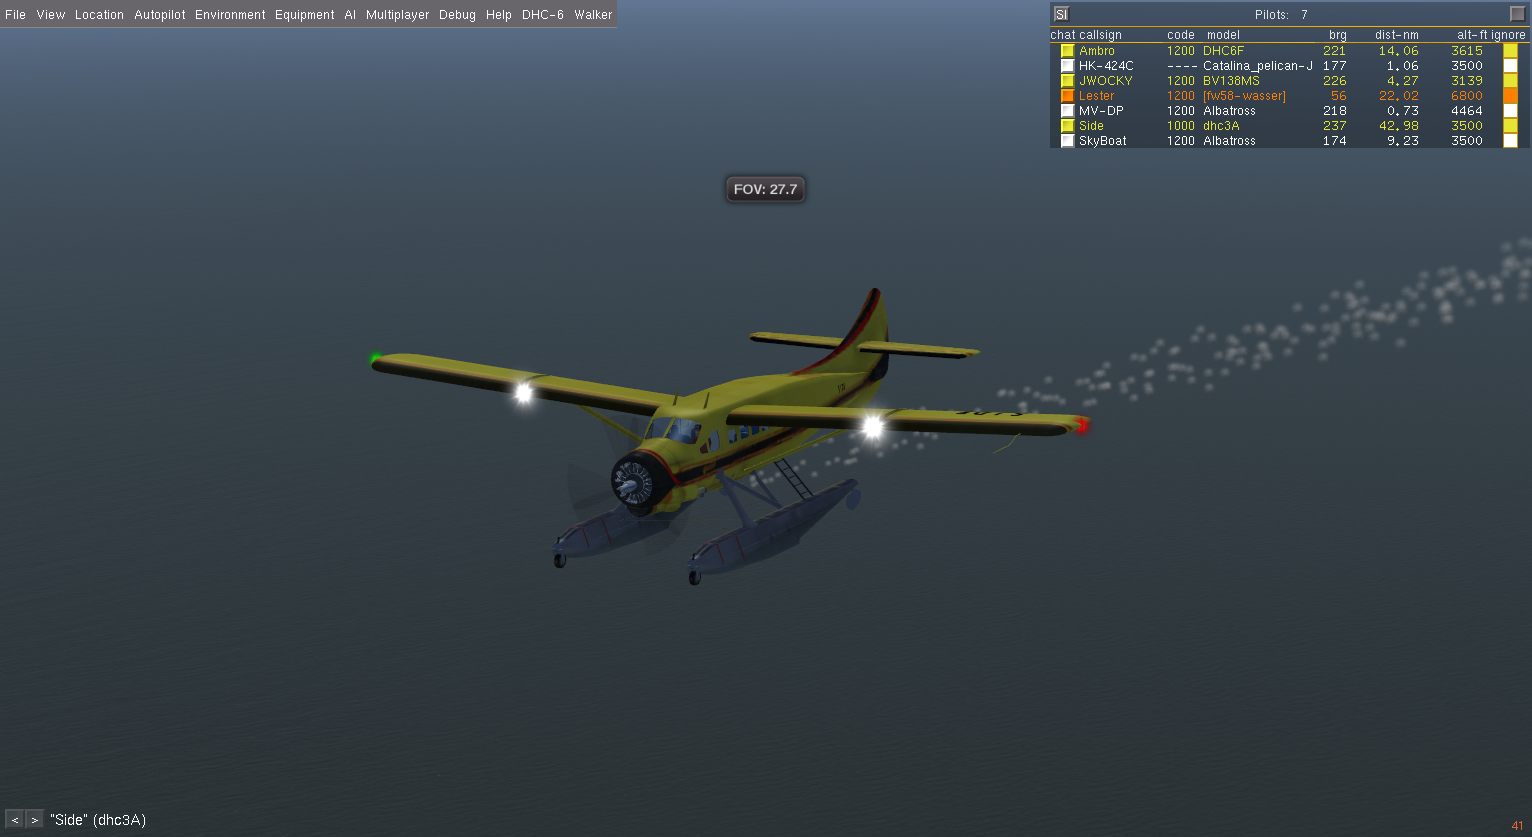 File View Location Autopilot Environment Equipment AI Multiplayer Debug Help DHC-6 Walker
SI Pilots: 7
chat callsign code model brg dist-nm alt-ft ignore
Ambro 1200 DHC6F 221 14.06 3615
HK-424C ---- Catalina_pelican-J 177 1.06 3500
JWOCKY 1200 BV138MS 226 4.27 3139
Lester 1200 [fw58-wasser] 56 22.02 6800
MV-DP 1200 Albatross 218 0.73 4464
Side 1000 dhc3A 237 42.98 3500
SkyBoat 1200 Albatross 174 9.23 3500
FOV: 27.7
< > "Side" (dhc3A)
41